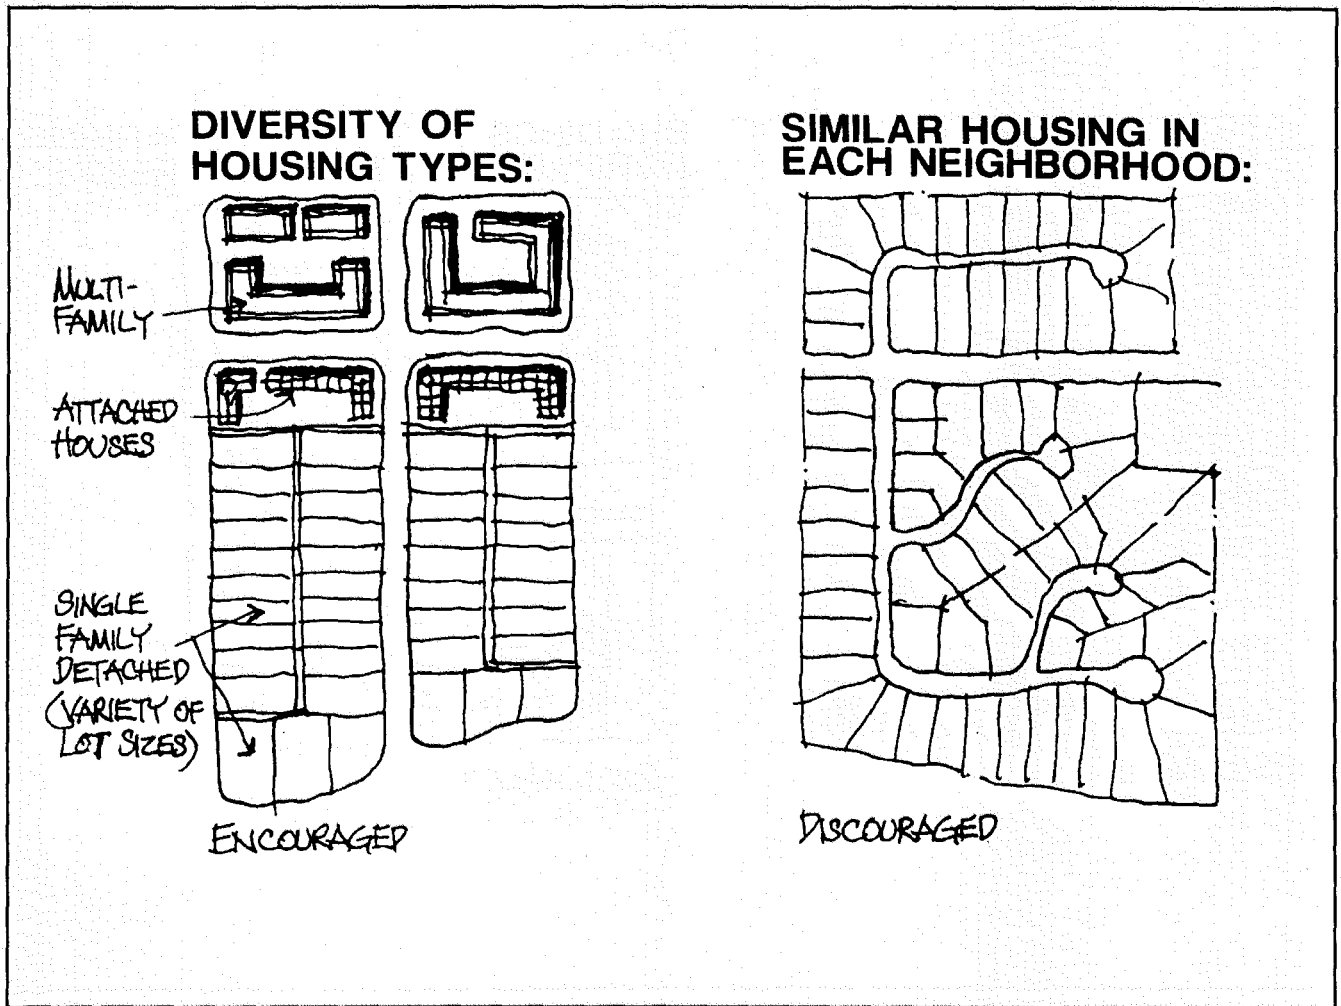 DIVERSITY OF
HOUSING TYPES:
MULTI-
FAMILY
ATTACHED
HOUSES
SINGLE
FAMILY
DETACHED
(VARIETY OF
LOT SIZES)
ENCOURAGED
SIMILAR HOUSING IN
EACH NEIGHBORHOOD:
DISCOURAGED